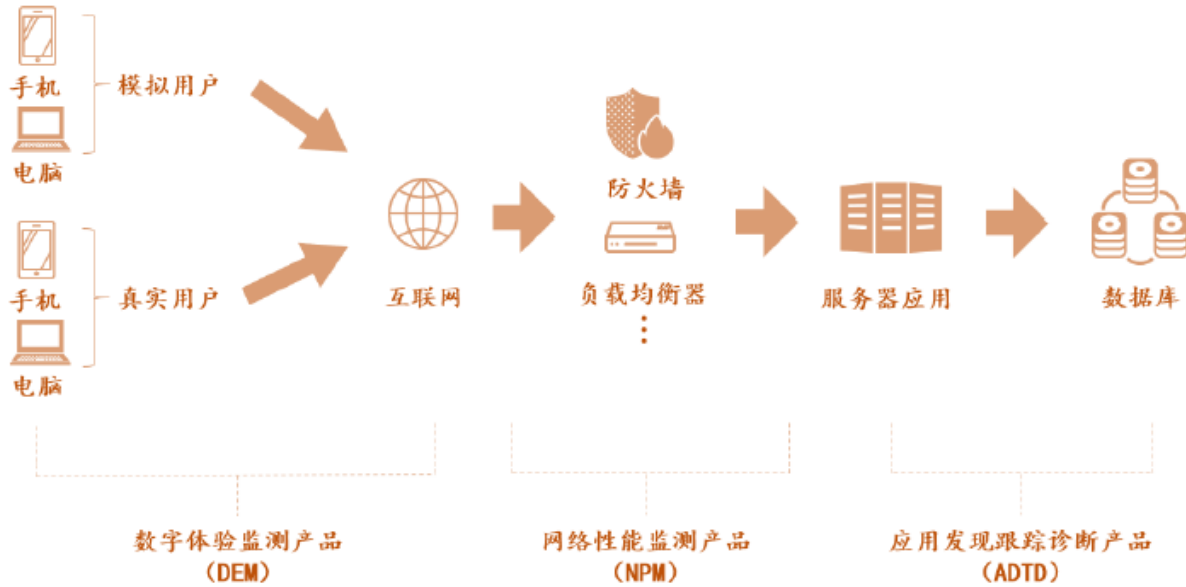 手机
模拟用户
电脑
手机
真实用户
电脑
互联网
防火墙
负载均衡器
服务器应用
数据库
数字体验监测产品
（DEM）
网络性能监测产品
（NPM）
应用发现跟踪诊断产品
（ADTD）